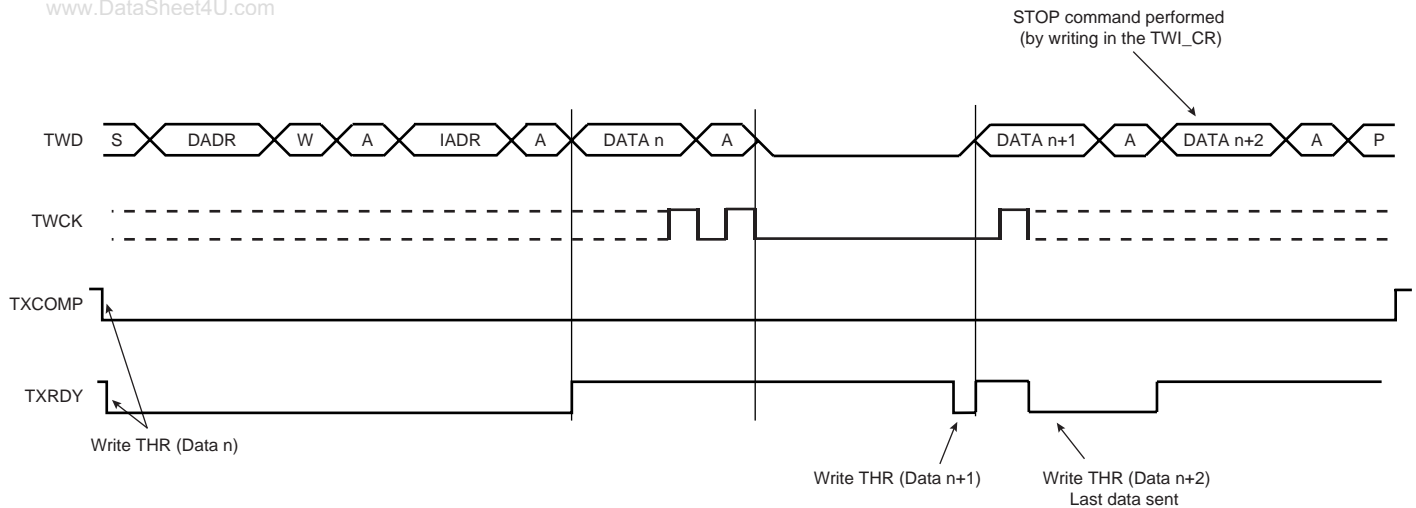 www.DataSheet4U.com
STOP command performed
(by writing in the TWI_CR)
TWD S DADR W A IADR A DATA n A DATA n+1 A DATA n+2 A P
TWCK
TXCOMP
TXRDY
Write THR (Data n)
Write THR (Data n+1)
Write THR (Data n+2)
Last data sent